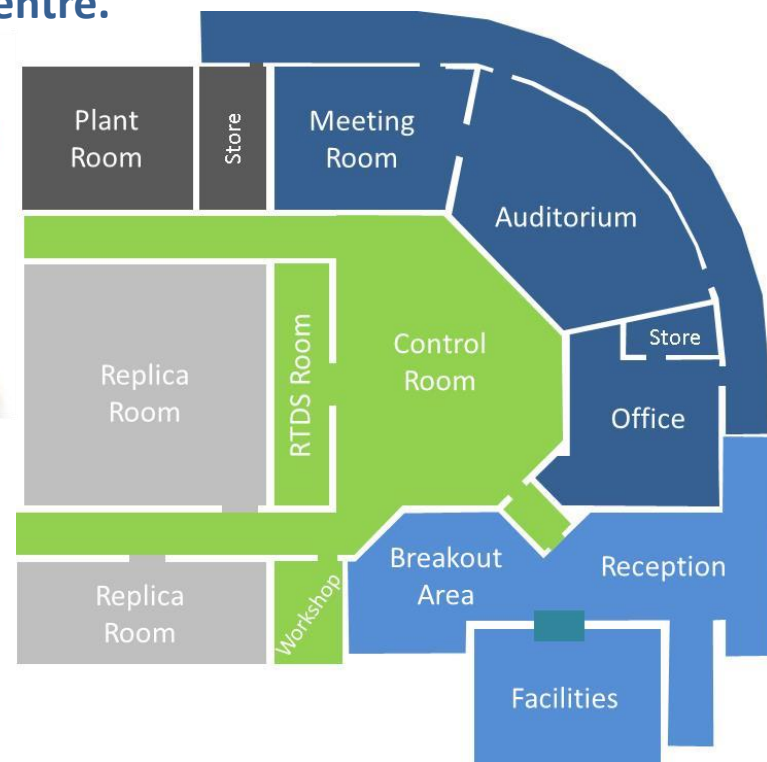 entre.
Plant
Room
Store
Meeting
Room
Auditorium
Store
Replica
Room
RTDS Room
Control
Room
Office
Breakout
Area
Reception
Replica
Room
Workshop
Facilities